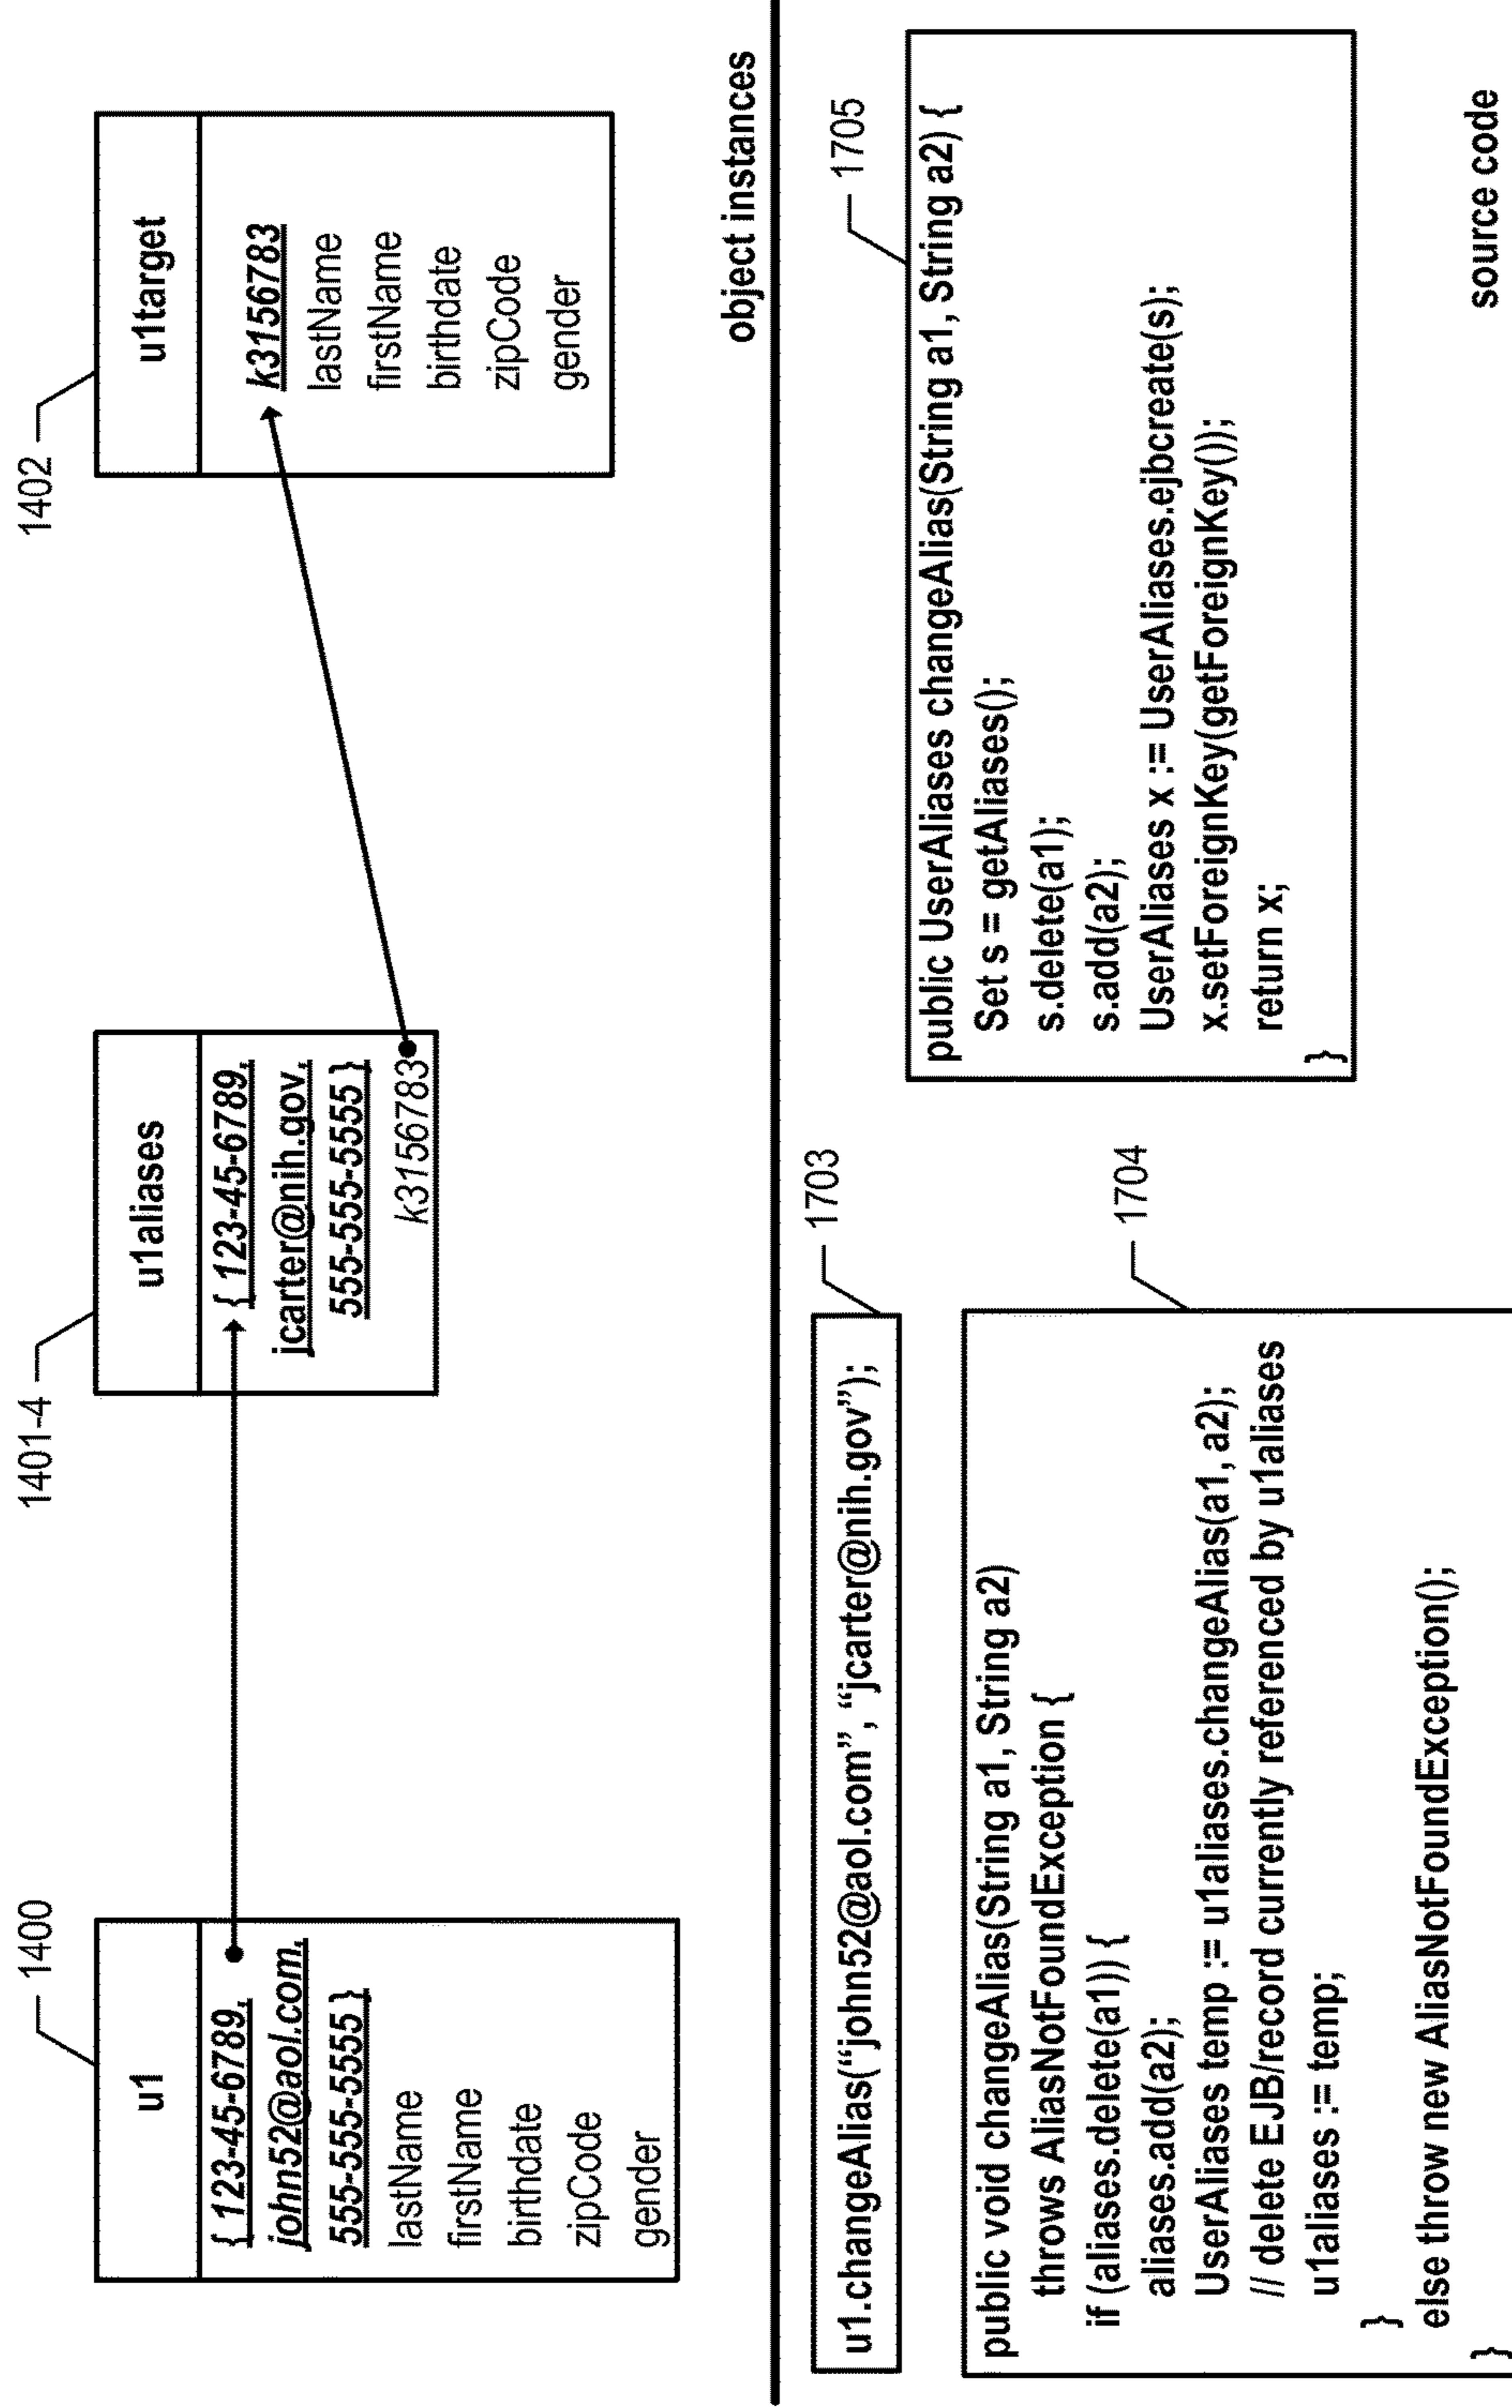 1400
u1
{ 123-45-6789,
john52@aol.com,
555-555-5555 }
lastName
firstName
birthdate
zipCode
gender
1401-4
u1aliases
{ 123-45-6789,
jcarter@nih.gov,
555-555-5555 }
k3156783
1402
u1target
k3156783
lastName
firstName
birthdate
zipCode
gender
object instances
1703
u1.changeAlias(“john52@aol.com”, “jcarter@nih.gov”);
1704
public void changeAlias(String a1, String a2)
throws AliasNotFoundException {
if (aliases.delete(a1)) {
aliases.add(a2);
UserAliases temp := u1aliases.changeAlias(a1, a2);
// delete EJB/record currently referenced by u1aliases
u1aliases := temp;
}
else throw new AliasNotFoundException();
}
1705
public UserAliases changeAlias(String a1, String a2) {
Set s = getAliases();
s.delete(a1);
s.add(a2);
UserAliases x := UserAliases.ejbcreate(s);
x.setForeignKey(getForeignKey());
return x;
}
source code